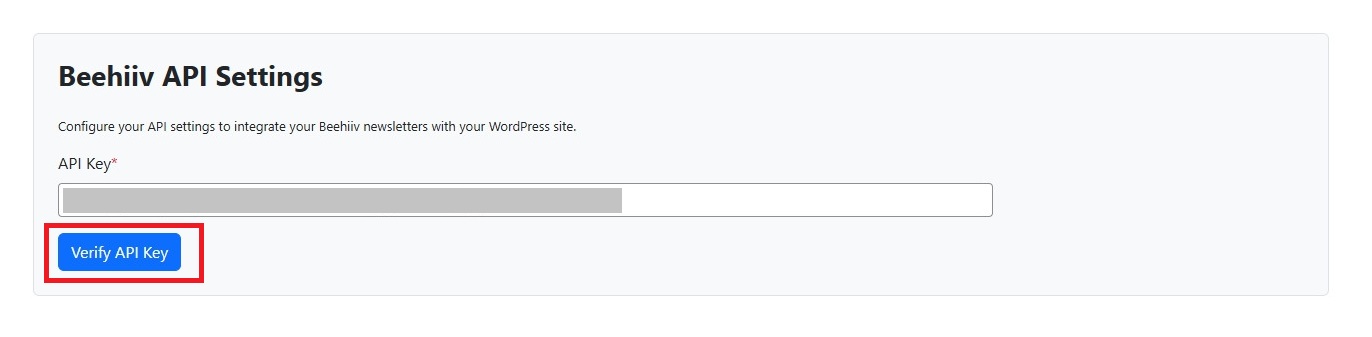 Beehiiv API Settings
Configure your API settings to integrate your Beehiiv newsletters with your WordPress site.
API Key*
Verify API Key